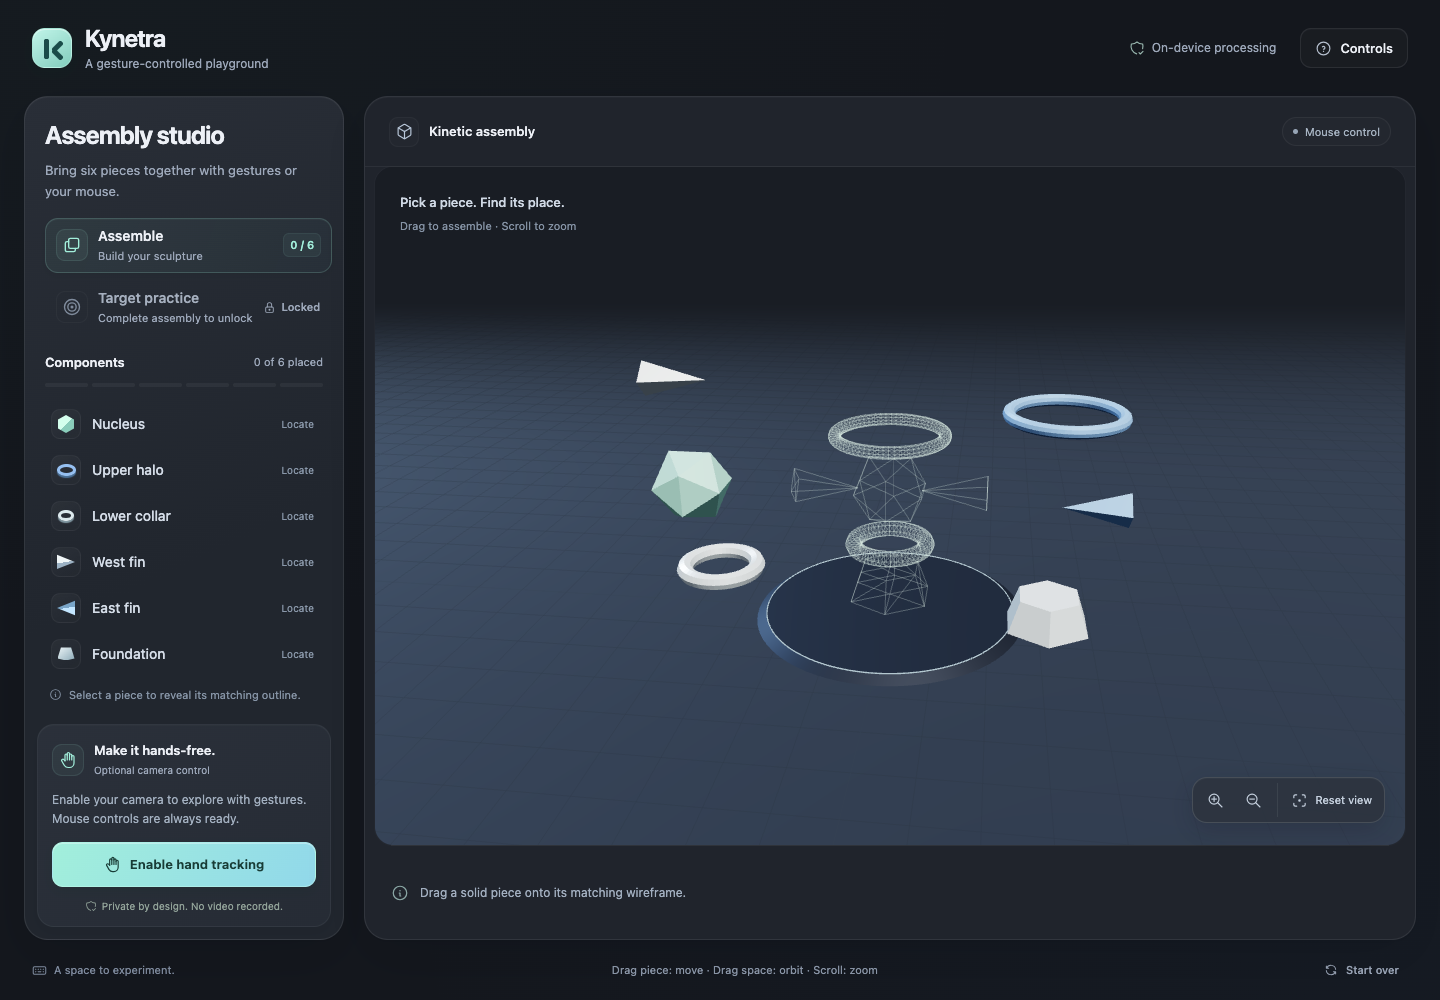 Kynetra
A gesture-controlled playground
On-device processing
Controls
Assembly studio
Bring six pieces together with gestures or
your mouse.
Assemble
Build your sculpture
0 / 6
Target practice
Complete assembly to unlock
Locked
Components
0 of 6 placed
Nucleus
Locate
Upper halo
Locate
Lower collar
Locate
West fin
Locate
East fin
Locate
Foundation
Locate
Select a piece to reveal its matching outline.
Make it hands-free.
Optional camera control
Enable your camera to explore with gestures.
Mouse controls are always ready.
Enable hand tracking
Private by design. No video recorded.
Kinetic assembly
Mouse control
Pick a piece. Find its place.
Drag to assemble · Scroll to zoom
Reset view
Drag a solid piece onto its matching wireframe.
A space to experiment.
Drag piece: move · Drag space: orbit · Scroll: zoom
Start over